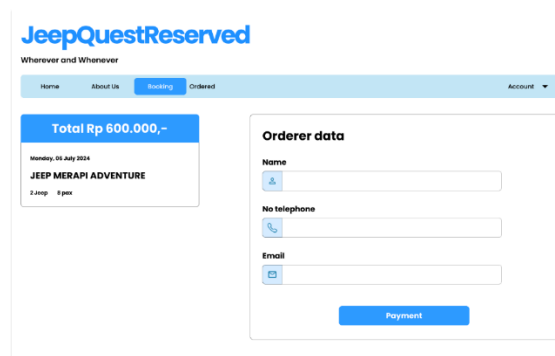 JeepQuestReserved
Wherever and Whenever
Home About Us Booking Ordered Account
Total Rp 600.000,-
Monday, 05 July 2024
JEEP MERAPI ADVENTURE
2 Jeep 8 pax
Orderer data
Name
No telephone
Email
Payment